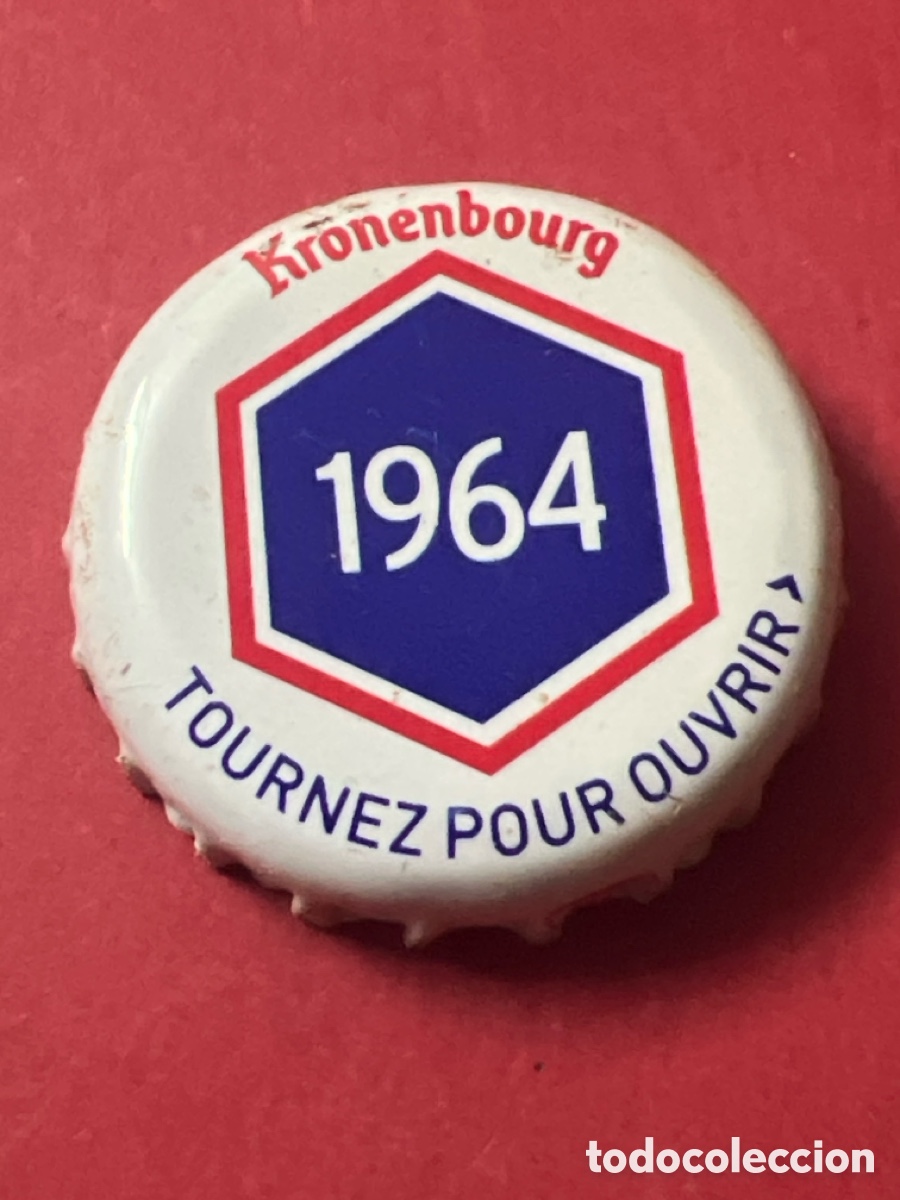 Kronenbourg
1964
TOURNEZ POUR OUVRIR >
todocoleccion